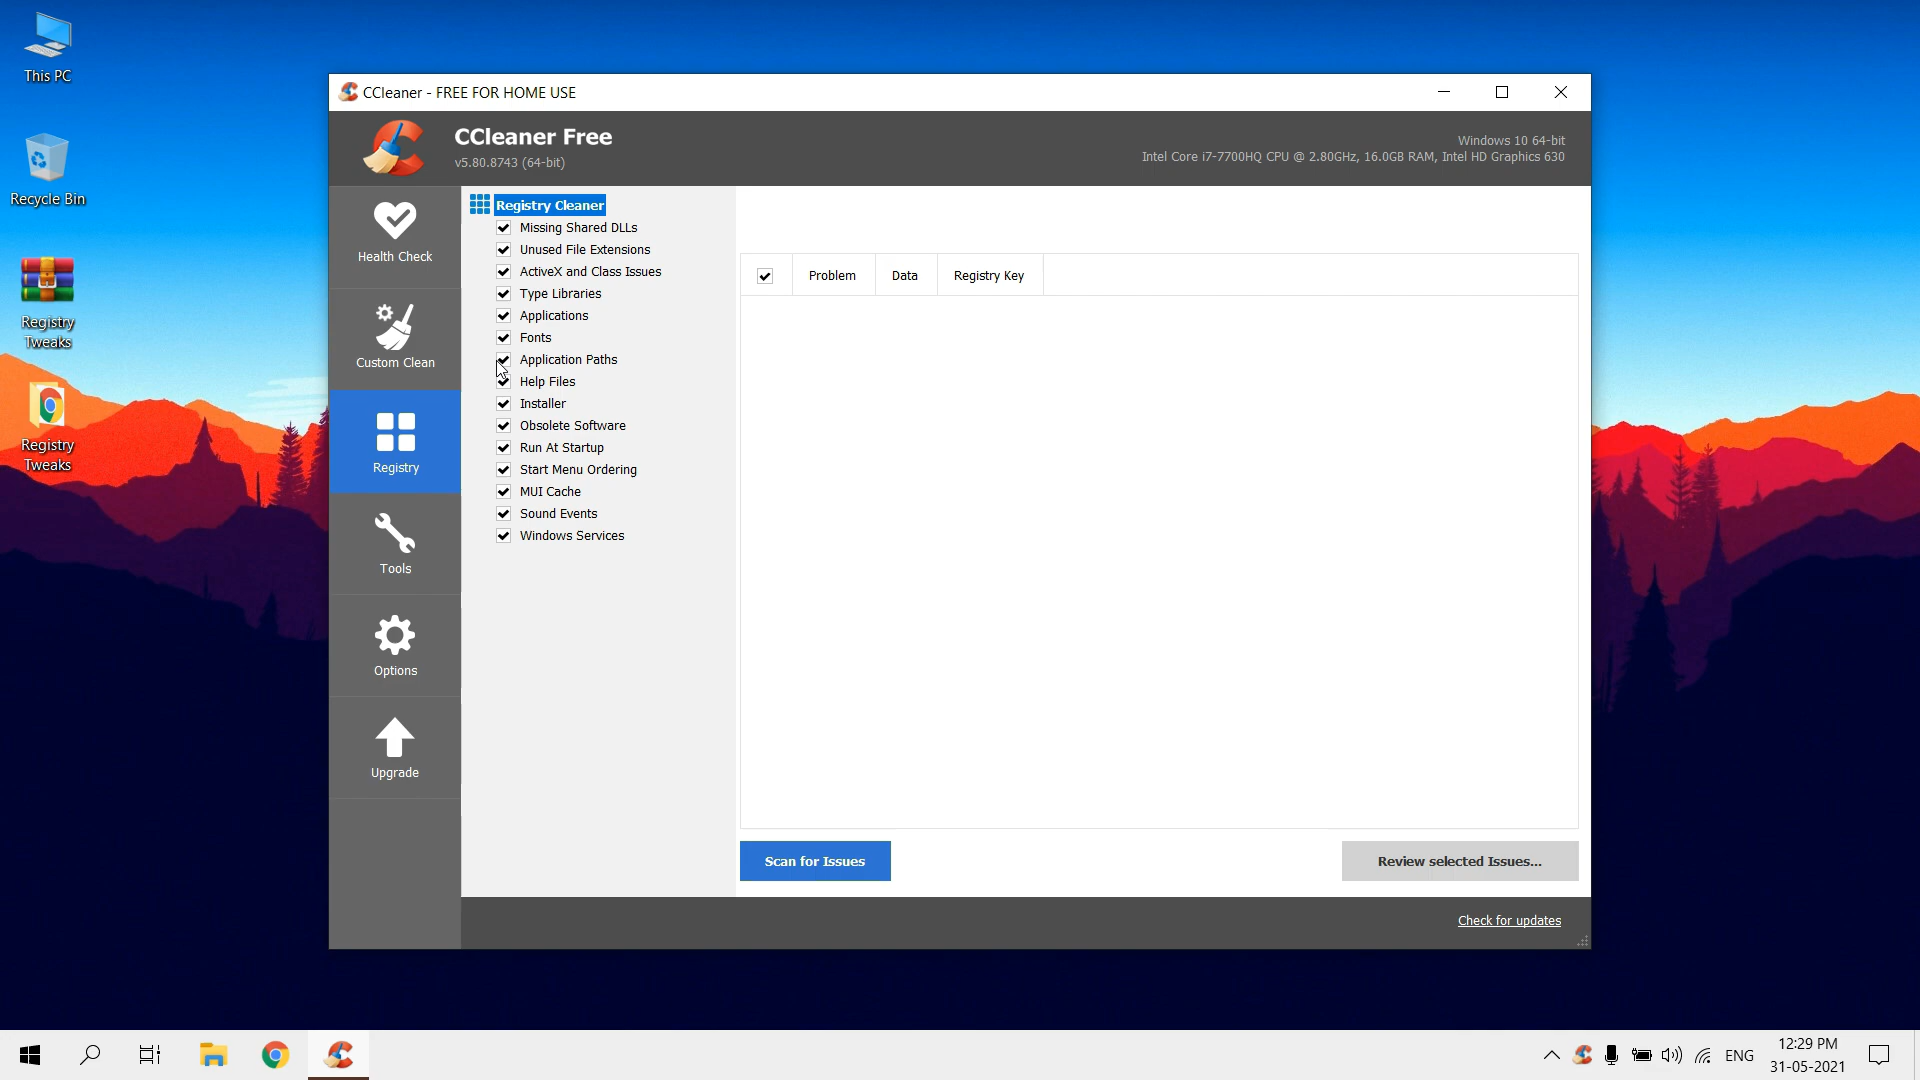 This PC
Recycle Bin
Registry
Tweaks
Registry
Tweaks
CCleaner - FREE FOR HOME USE
CCleaner Free
v5.80.8743 (64-bit)
Windows 10 64-bit
Intel Core i7-7700HQ CPU @ 2.80GHz, 16.0GB RAM, Intel HD Graphics 630
Health Check
Custom Clean
Registry
Tools
Options
Upgrade
Registry Cleaner
Missing Shared DLLs
Unused File Extensions
ActiveX and Class Issues
Type Libraries
Applications
Fonts
Application Paths
Help Files
Installer
Obsolete Software
Run At Startup
Start Menu Ordering
MUI Cache
Sound Events
Windows Services
Problem Data Registry Key
Scan for Issues
Review selected Issues...
Check for updates
ENG
12:29 PM
31-05-2021